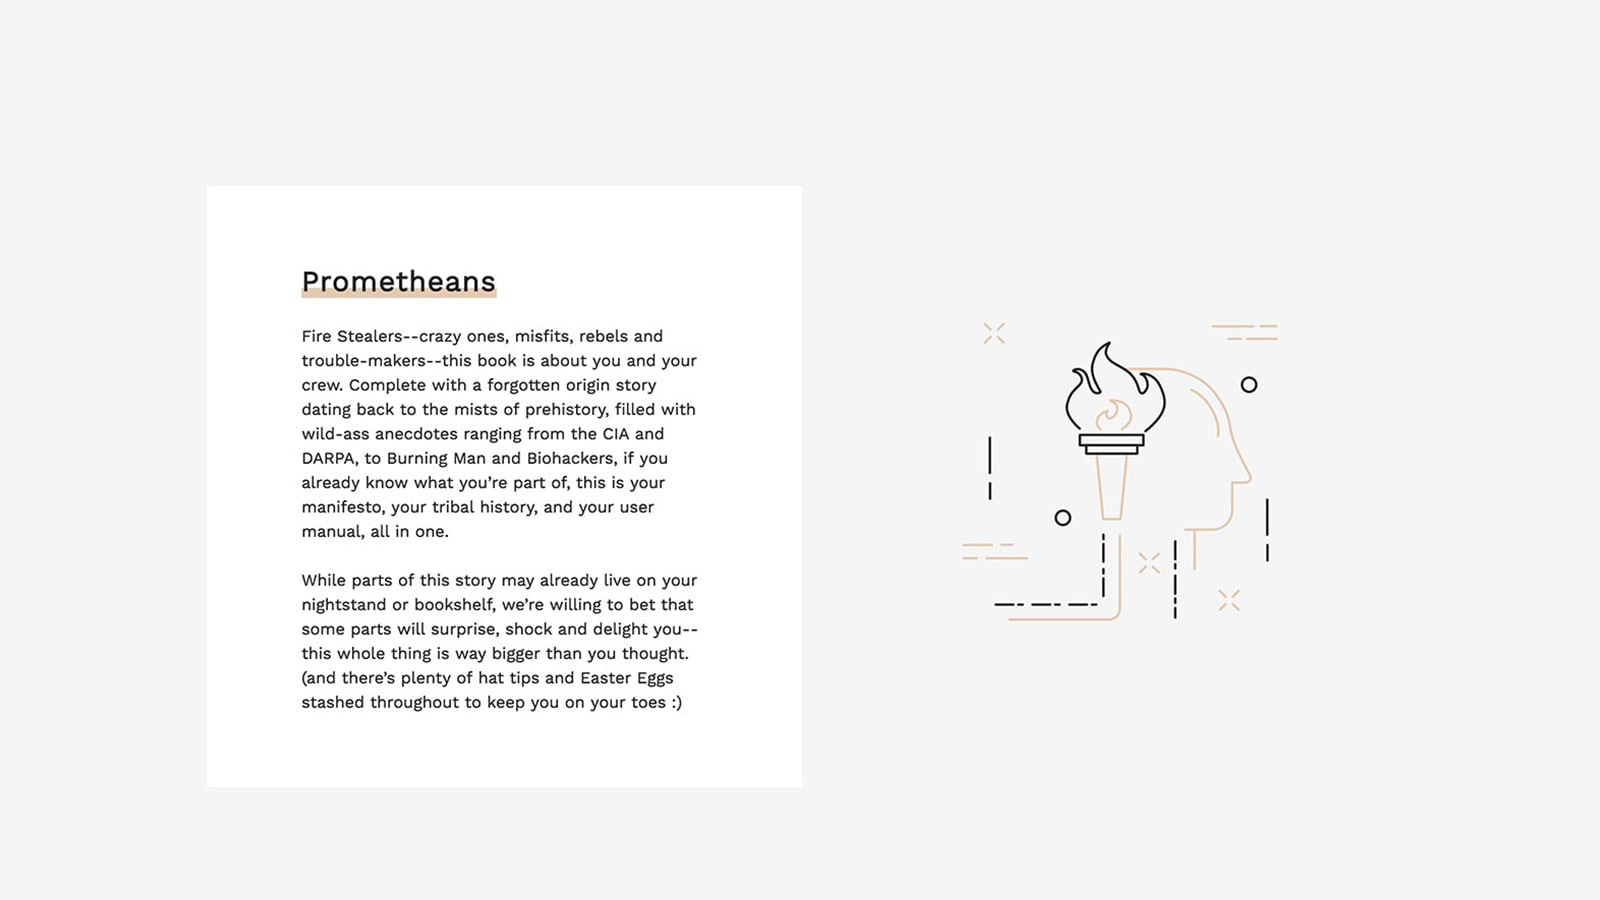 Prometheans
Fire Stealers--crazy ones, misfits, rebels and
trouble-makers--this book is about you and your
crew. Complete with a forgotten origin story
dating back to the mists of prehistory, filled with
wild-ass anecdotes ranging from the CIA and
DARPA, to Burning Man and Biohackers, if you
already know what you’re part of, this is your
manifesto, your tribal history, and your user
manual, all in one.
While parts of this story may already live on your
nightstand or bookshelf, we’re willing to bet that
some parts will surprise, shock and delight you--
this whole thing is way bigger than you thought.
(and there’s plenty of hat tips and Easter Eggs
stashed throughout to keep you on your toes :)